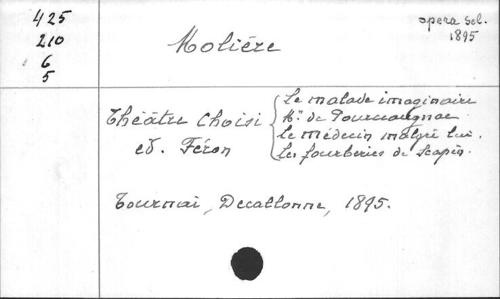 425
210
6
5
Molière
opera sel.
1895
Théâtre Choisi
ed. Féron
Le malade imaginaire
Mr de Pourceaugnac
Le médecin malgré lui.
Les fourberies de Scapin.
Tournai, Decallonne, 1895.